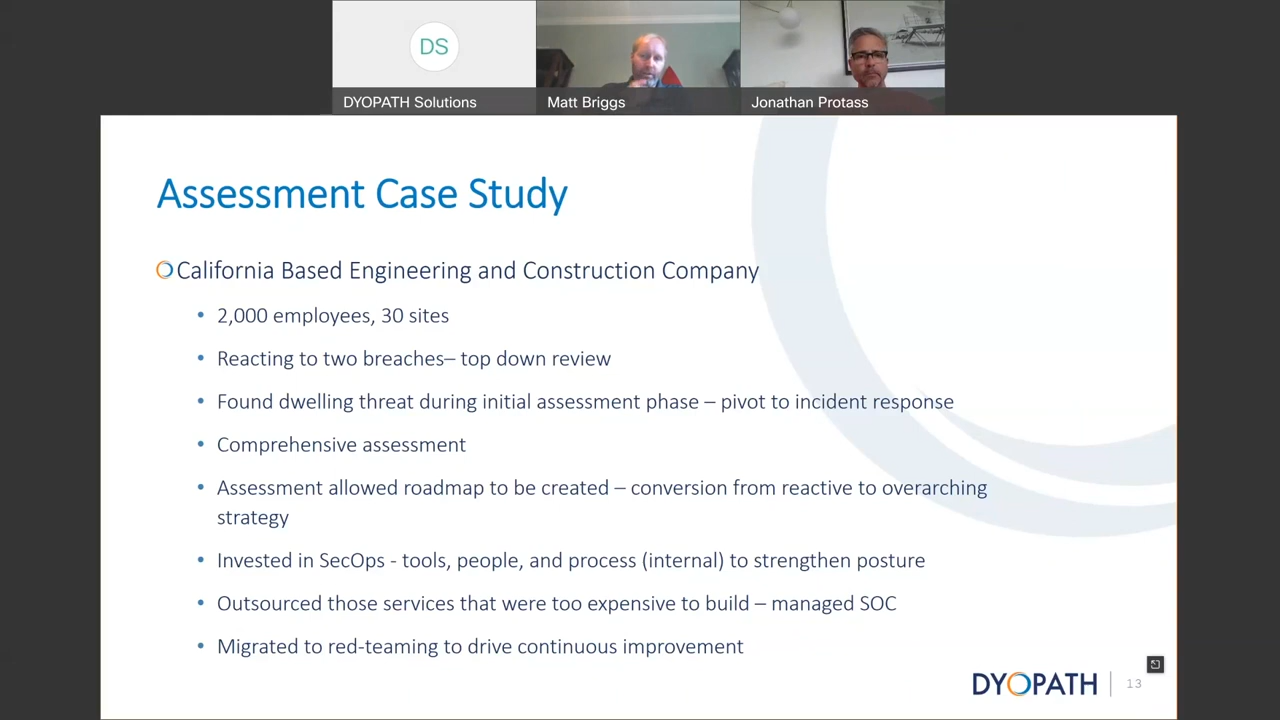 DS
DYOPATH Solutions
Matt Briggs
Jonathan Protass
Assessment Case Study
California Based Engineering and Construction Company
• 2,000 employees, 30 sites
• Reacting to two breaches– top down review
• Found dwelling threat during initial assessment phase – pivot to incident response
• Comprehensive assessment
• Assessment allowed roadmap to be created – conversion from reactive to overarching
strategy
• Invested in SecOps - tools, people, and process (internal) to strengthen posture
• Outsourced those services that were too expensive to build – managed SOC
• Migrated to red-teaming to drive continuous improvement
DYOPATH
13